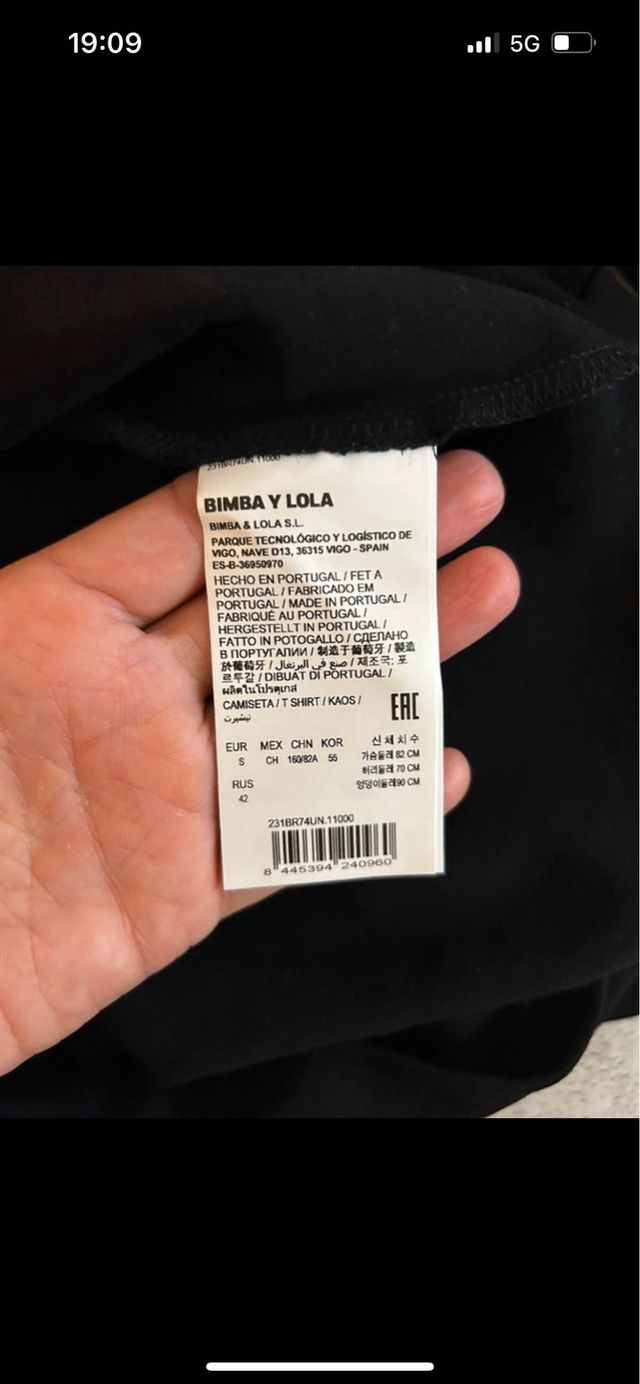 19:09
5G
231BR74UN.11000
BIMBA Y LOLA
BIMBA & LOLA S.L.
PARQUE TECNOLÓGICO Y LOGÍSTICO DE
VIGO, NAVE D13, 36315 VIGO - SPAIN
ES-B-36950970
HECHO EN PORTUGAL / FET A
PORTUGAL / FABRICADO EM
PORTUGAL / MADE IN PORTUGAL /
FABRIQUÉ AU PORTUGAL /
HERGESTELLT IN PORTUGAL /
FATTO IN POTOGALLO / СДЕЛАНО
В ПОРТУГАЛИИ / 制造于葡萄牙 / 製造
於葡萄牙 / صنع في البرتغال / 제조국: 포
르투갈 / DIBUAT DI PORTUGAL /
ผลิตในโปรตุเกส
CAMISETA / T SHIRT / KAOS /
تيشيرت
EAC
EUR MEX CHN KOR 신체치수
S CH 160/82A 55 가슴둘레 82 CM
허리둘레 70 CM
RUS 엉덩이둘레90 CM
42
231BR74UN.11000
8 445394 240960